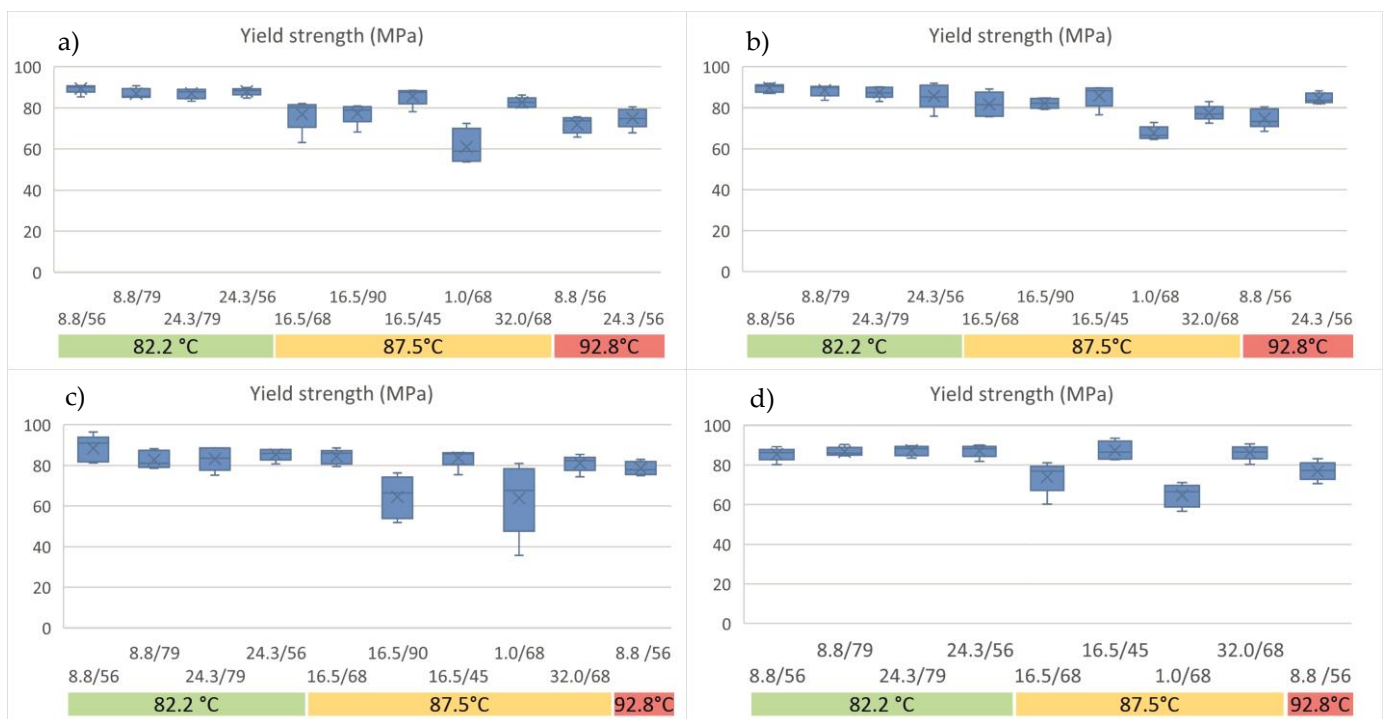 a)
Yield strength (MPa)
100
80
60
40
20
0
8.8/79 24.3/56 16.5/90 1.0/68 8.8 /56
8.8/56 24.3/79 16.5/68 16.5/45 32.0/68 24.3 /56
82.2 °C 87.5°C 92.8°C
b)
Yield strength (MPa)
100
80
60
40
20
0
8.8/79 24.3/56 16.5/90 1.0/68 8.8 /56
8.8/56 24.3/79 16.5/68 16.5/45 32.0/68 24.3 /56
82.2 °C 87.5°C 92.8°C
c)
Yield strength (MPa)
100
80
60
40
20
0
8.8/79 24.3/56 16.5/90 1.0/68 8.8 /56
8.8/56 24.3/79 16.5/68 16.5/45 32.0/68
82.2 °C 87.5°C 92.8°C
d)
Yield strength (MPa)
100
80
60
40
20
0
8.8/79 24.3/56 16.5/45 32.0/68
8.8/56 24.3/79 16.5/68 1.0/68 8.8 /56
82.2 °C 87.5°C 92.8°C